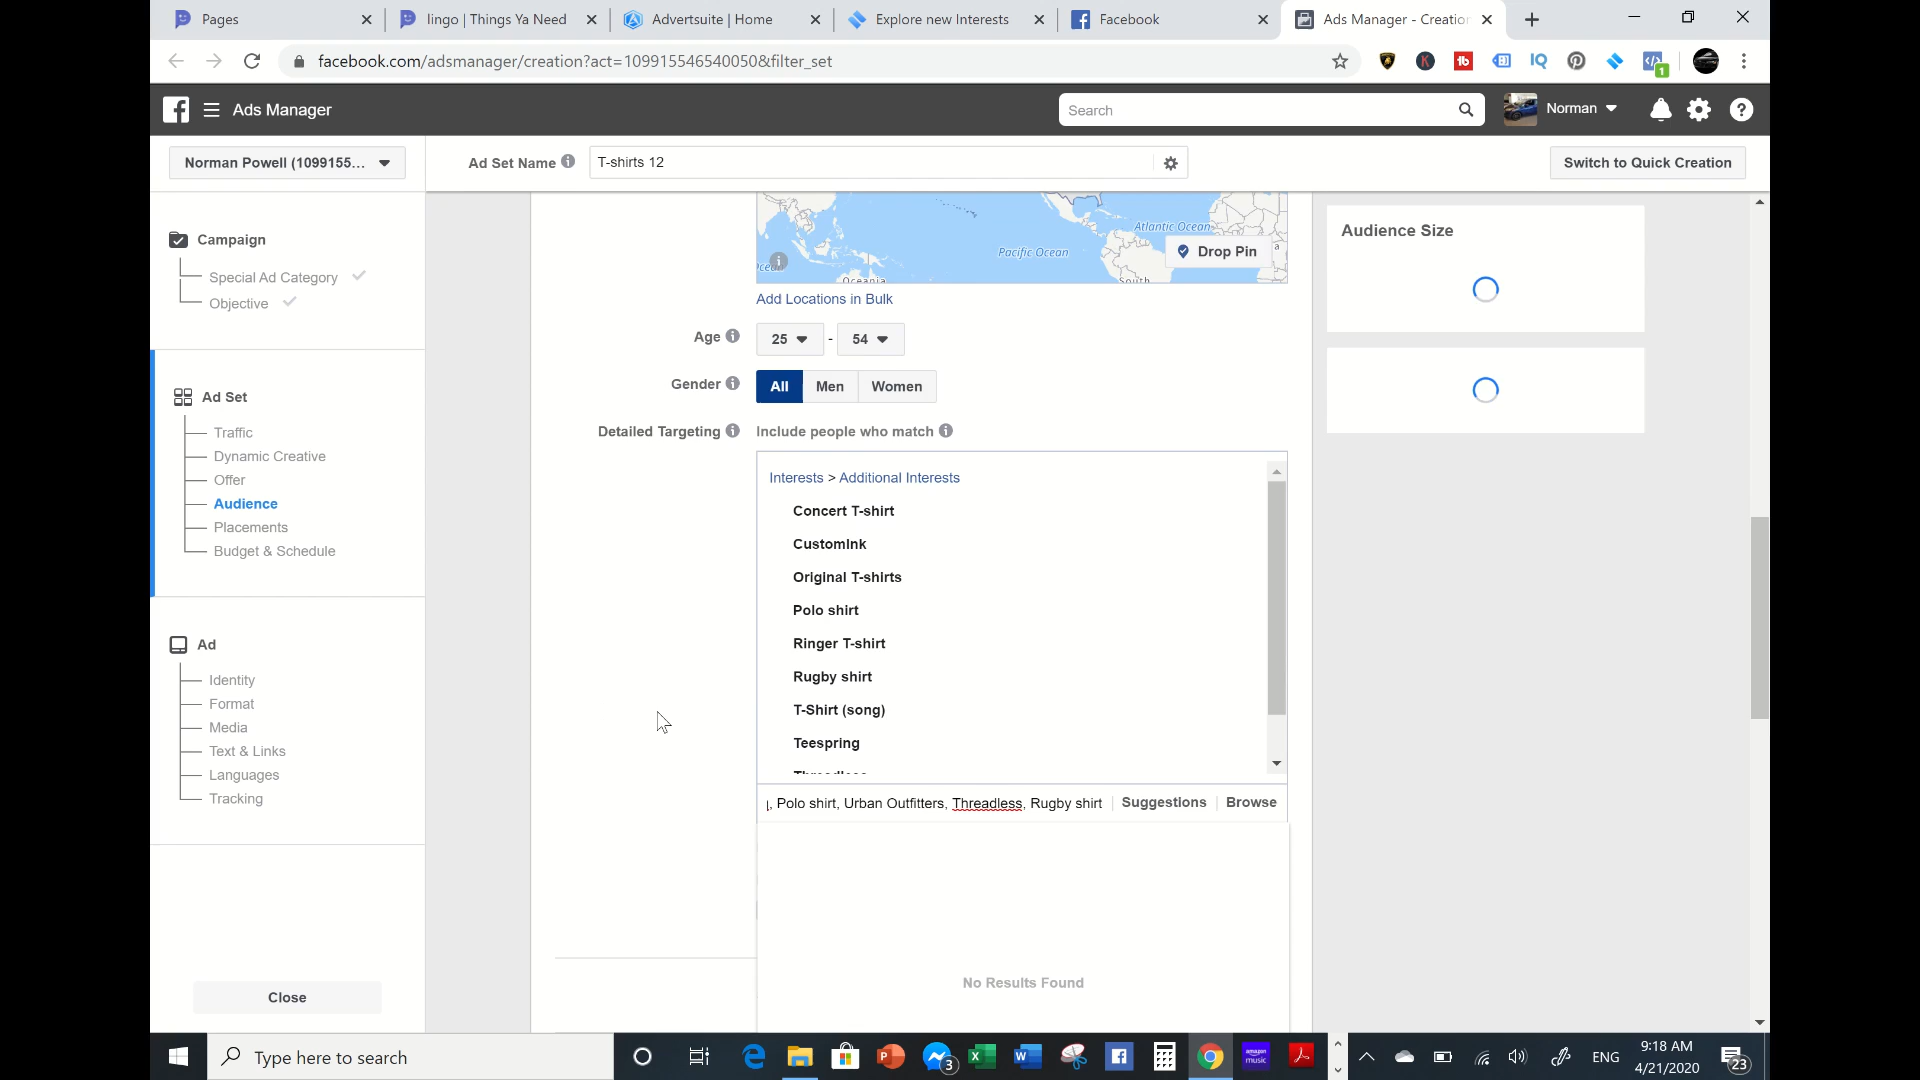 Pages
lingo | Things Ya Need
Advertsuite | Home
Explore new Interests
Facebook
Ads Manager - Creatio
facebook.com/adsmanager/creation?act=109915546540050&filter_set
1
Ads Manager
Search
Norman
Norman Powell (1099155...
Ad Set Name
T-shirts 12
Switch to Quick Creation
Campaign
Special Ad Category
Objective
Ad Set
Traffic
Dynamic Creative
Offer
Audience
Placements
Budget & Schedule
Ad
Identity
Format
Media
Text & Links
Languages
Tracking
Close
Atlantic Ocean
Pacific Ocean
Oceania
South
Drop Pin
Add Locations in Bulk
Age
25
-
54
Gender
All
Men
Women
Detailed Targeting
Include people who match
Interests > Additional Interests
Concert T-shirt
CustomInk
Original T-shirts
Polo shirt
Ringer T-shirt
Rugby shirt
T-Shirt (song)
Teespring
Threadless
, Polo shirt, Urban Outfitters, Threadless, Rugby shirt
Suggestions
Browse
No Results Found
Audience Size
Type here to search
3
amazon music
ENG
9:18 AM
4/21/2020
23